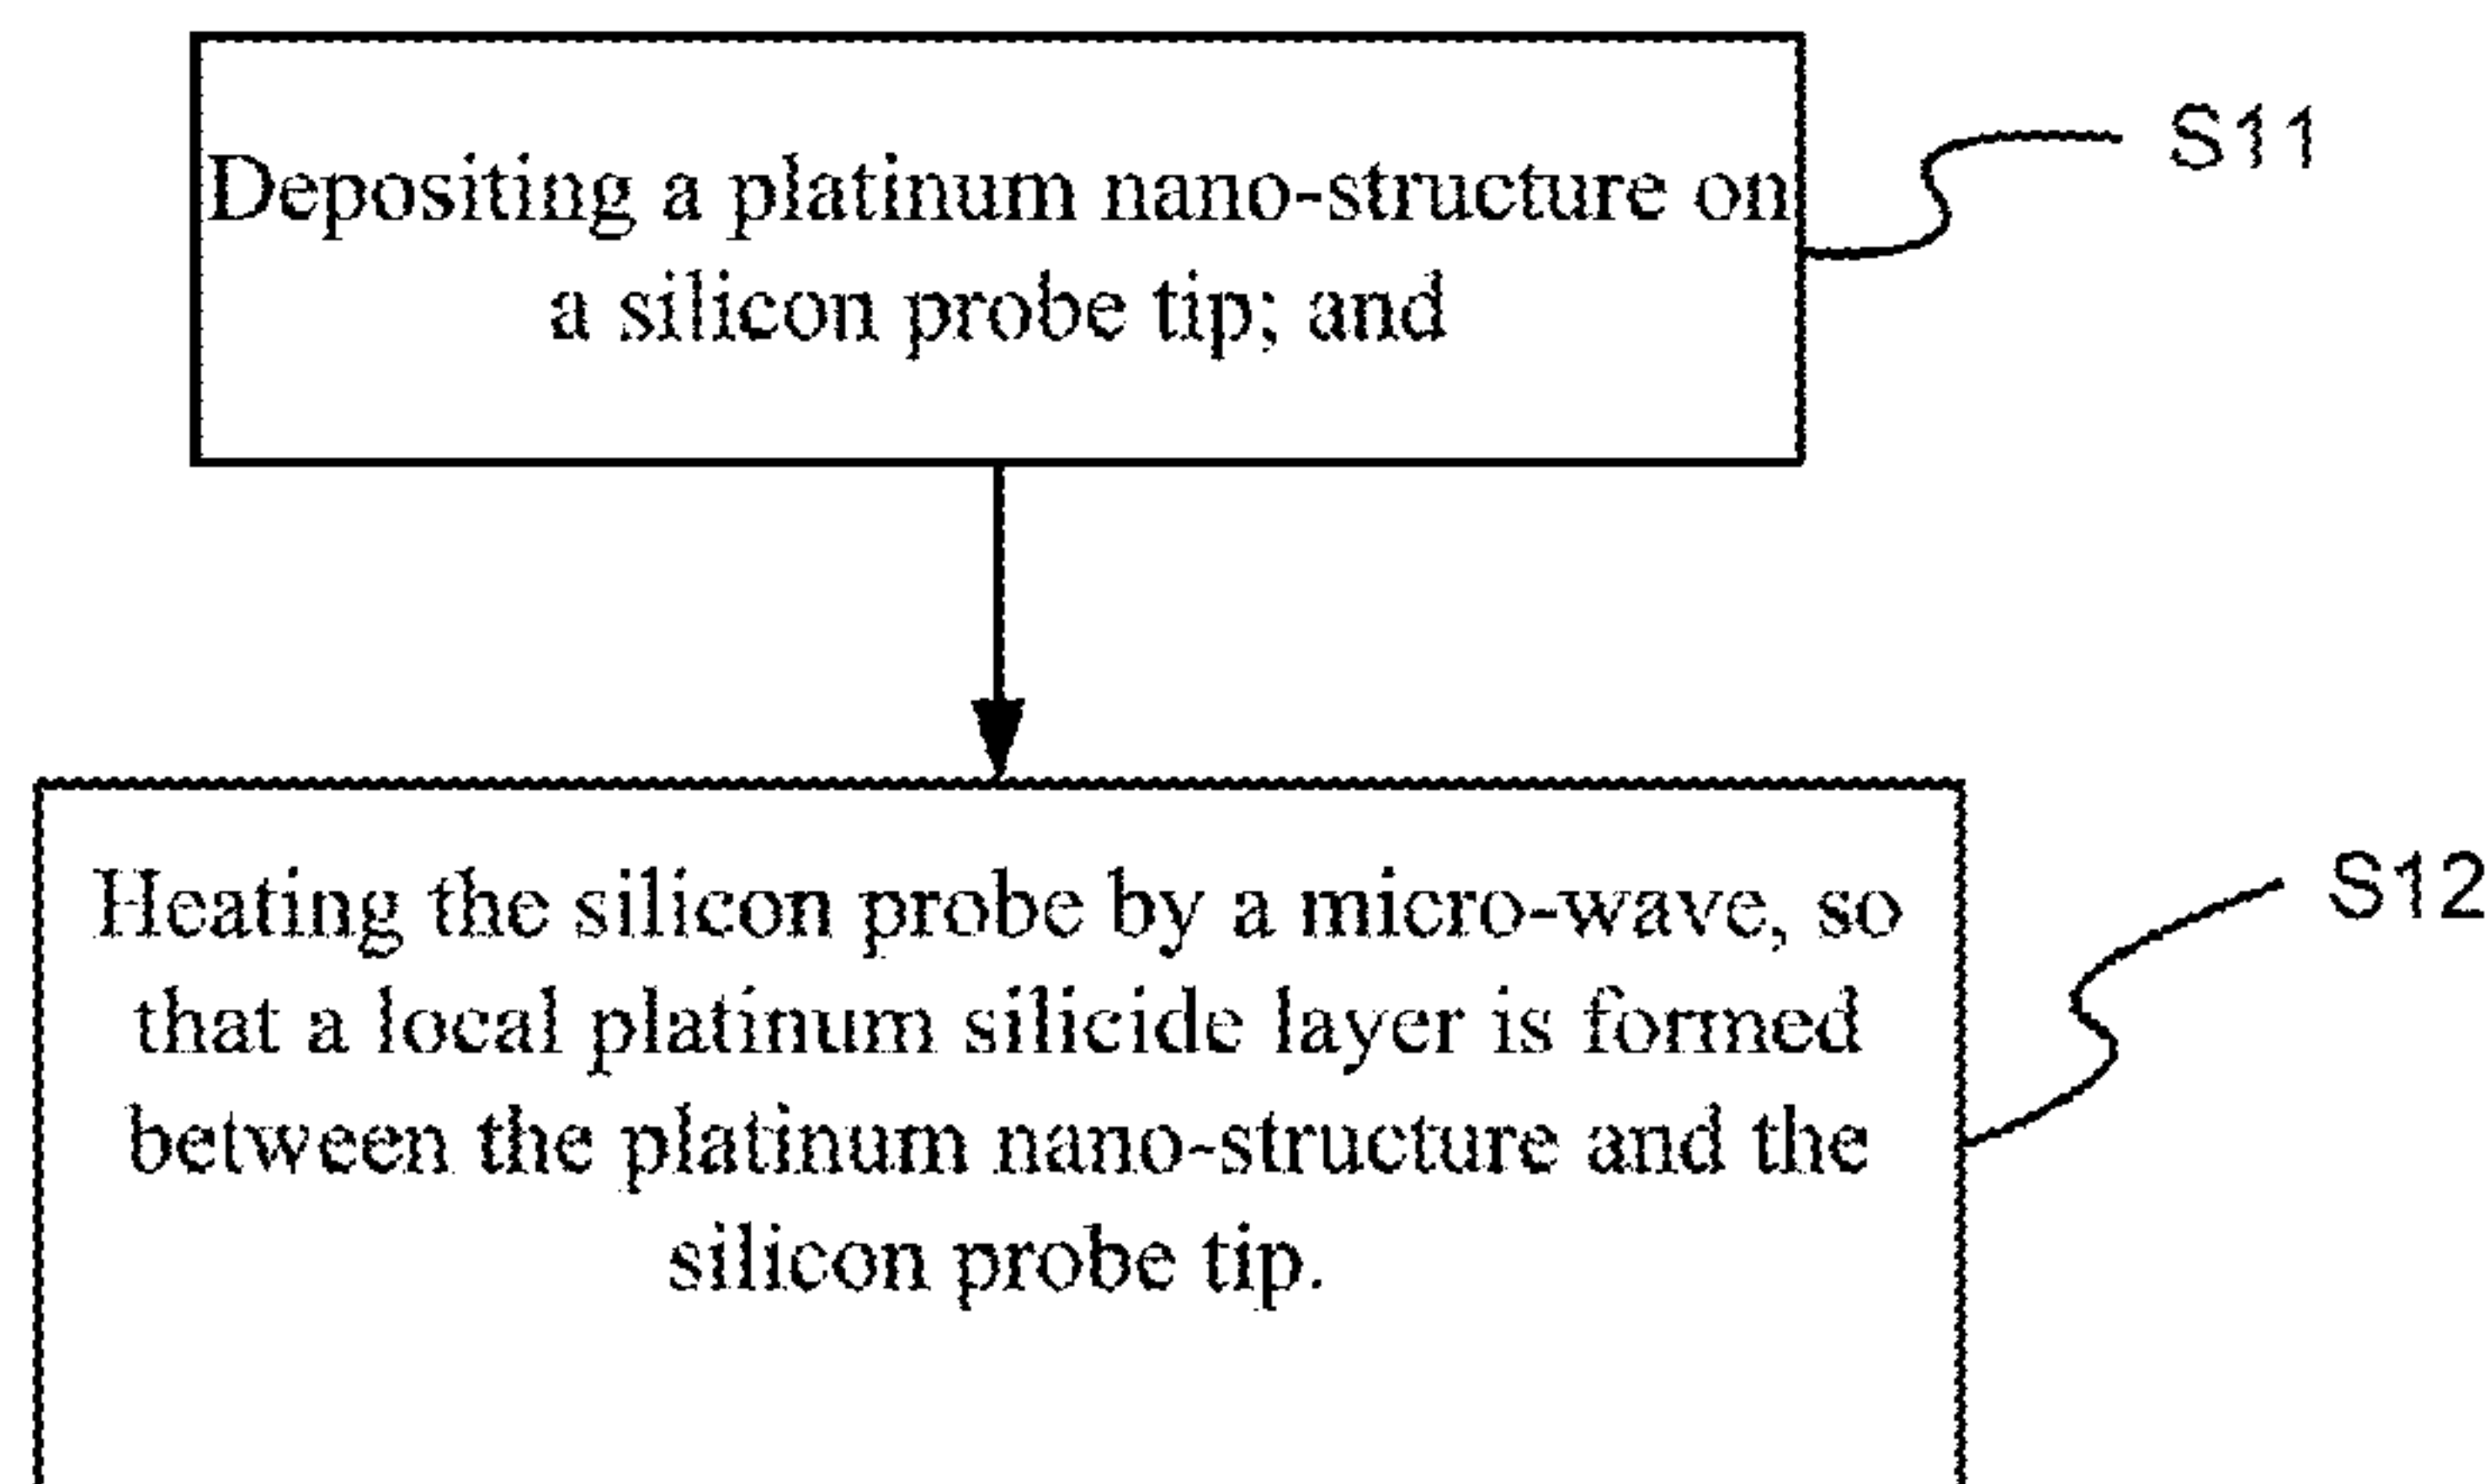 Depositing a platinum nano-structure on
a silicon probe tip; and
S11
Heating the silicon probe by a micro-wave, so
that a local platinum silicide layer is formed
between the platinum nano-structure and the
silicon probe tip.
S12